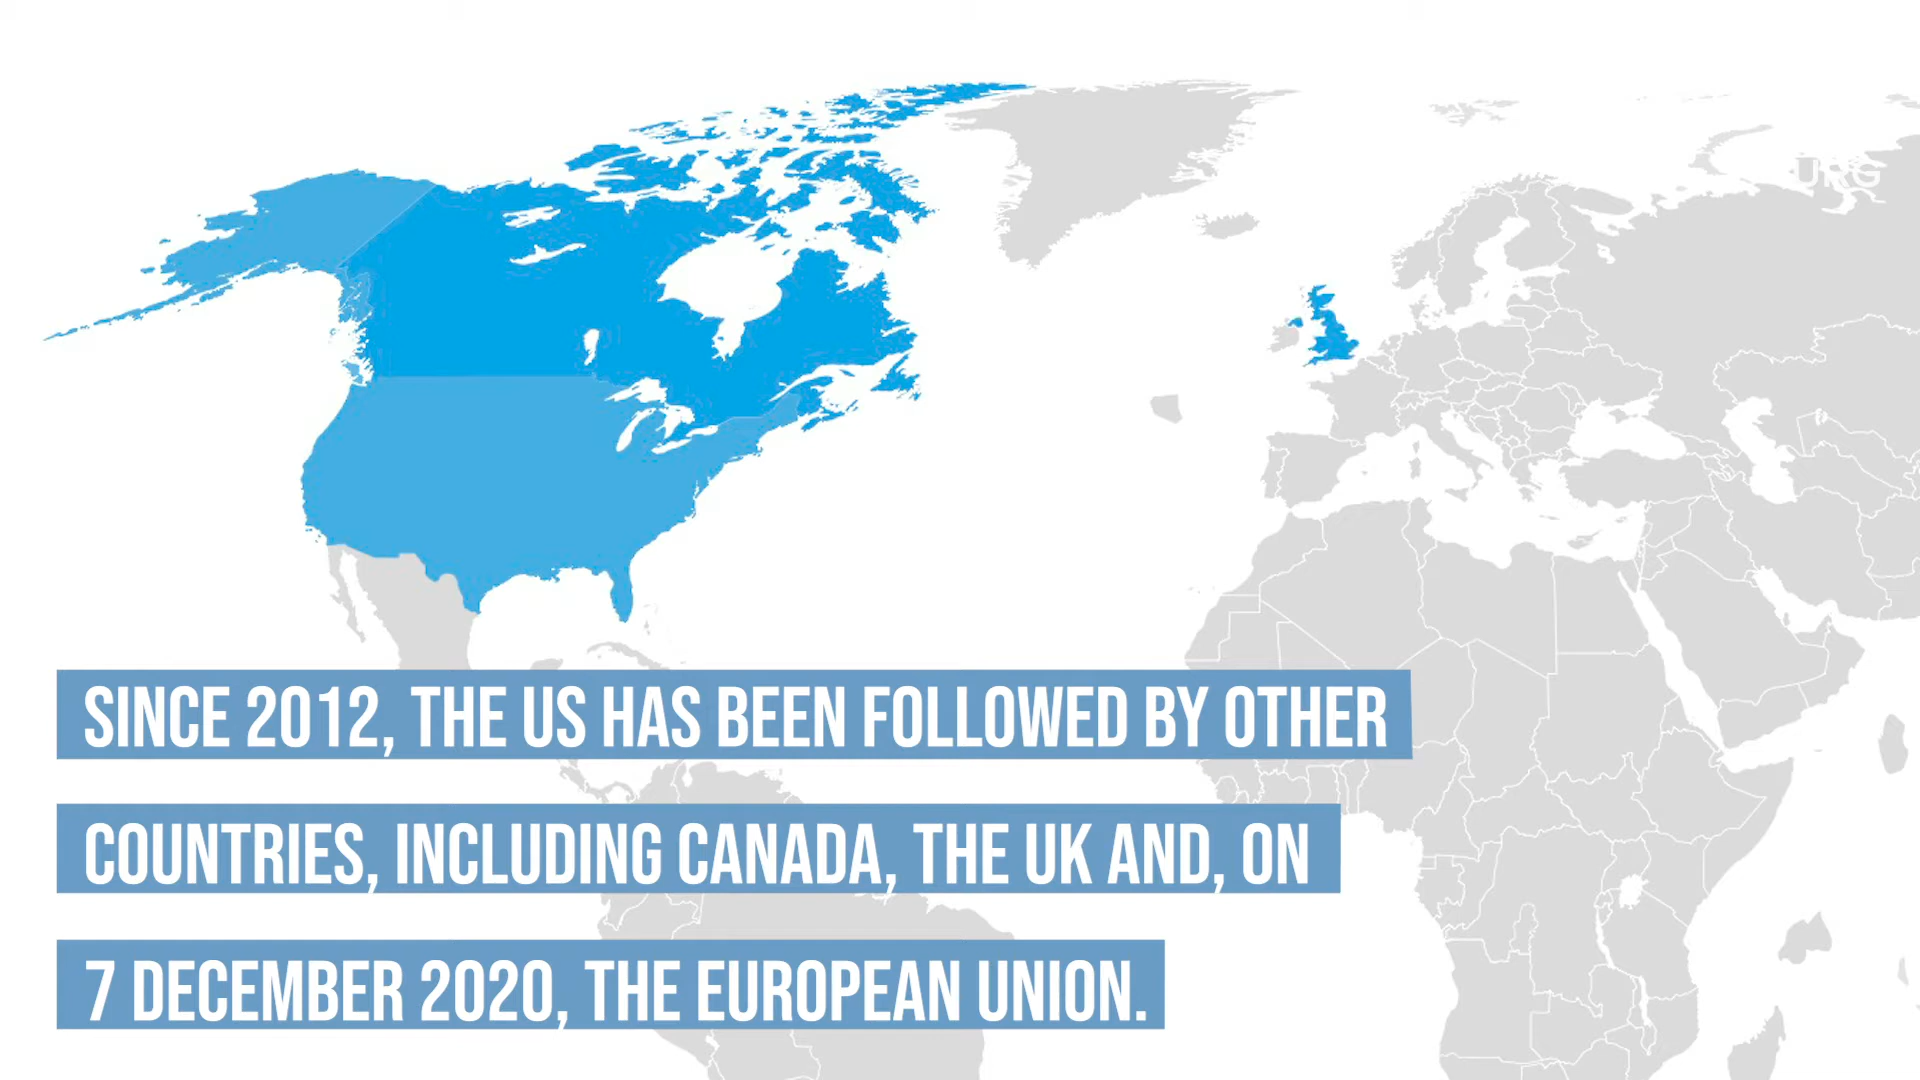 URG
SINCE 2012, THE US HAS BEEN FOLLOWED BY OTHER
COUNTRIES, INCLUDING CANADA, THE UK AND, ON
7 DECEMBER 2020, THE EUROPEAN UNION.